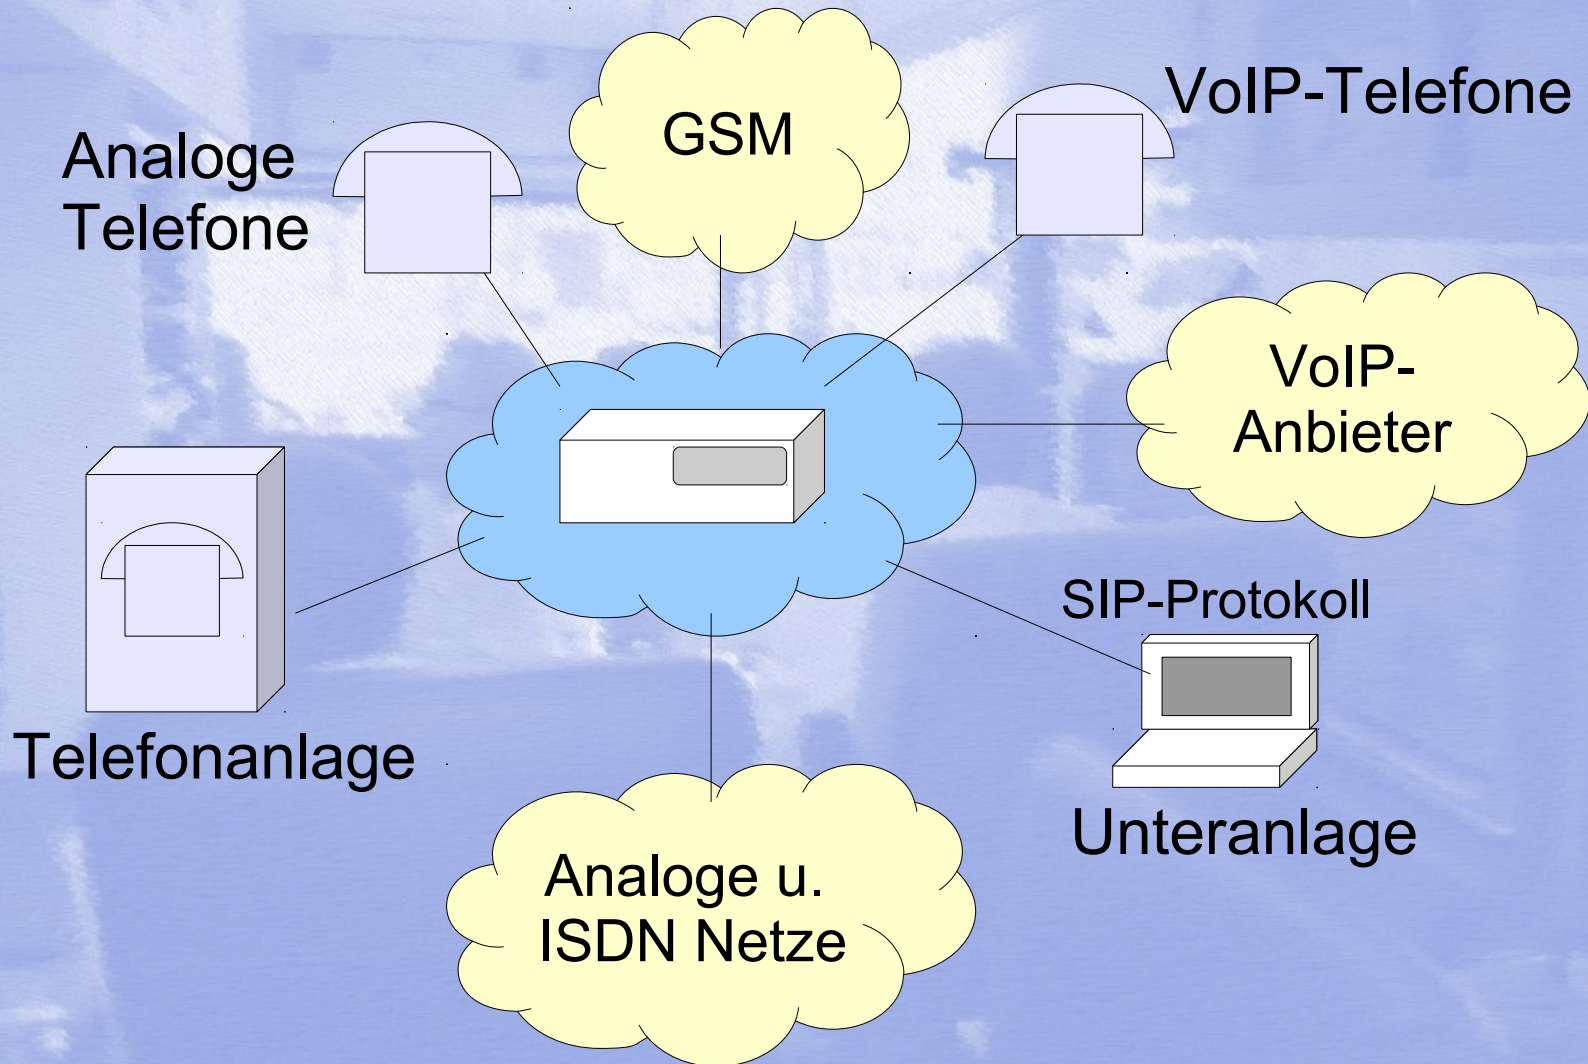 GSM
VoIP-Telefone
Analoge
Telefone
VoIP-
Anbieter
SIP-Protokoll
Telefonanlage
Unteranlage
Analoge u.
ISDN Netze